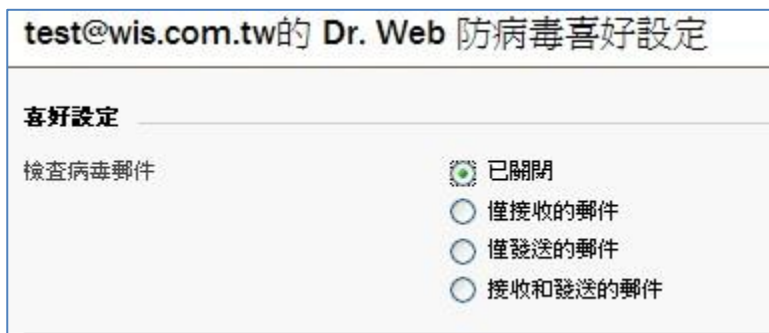 test@wis.com.tw的 Dr. Web 防病毒喜好設定
喜好設定
檢查病毒郵件
已關閉
僅接收的郵件
僅發送的郵件
接收和發送的郵件